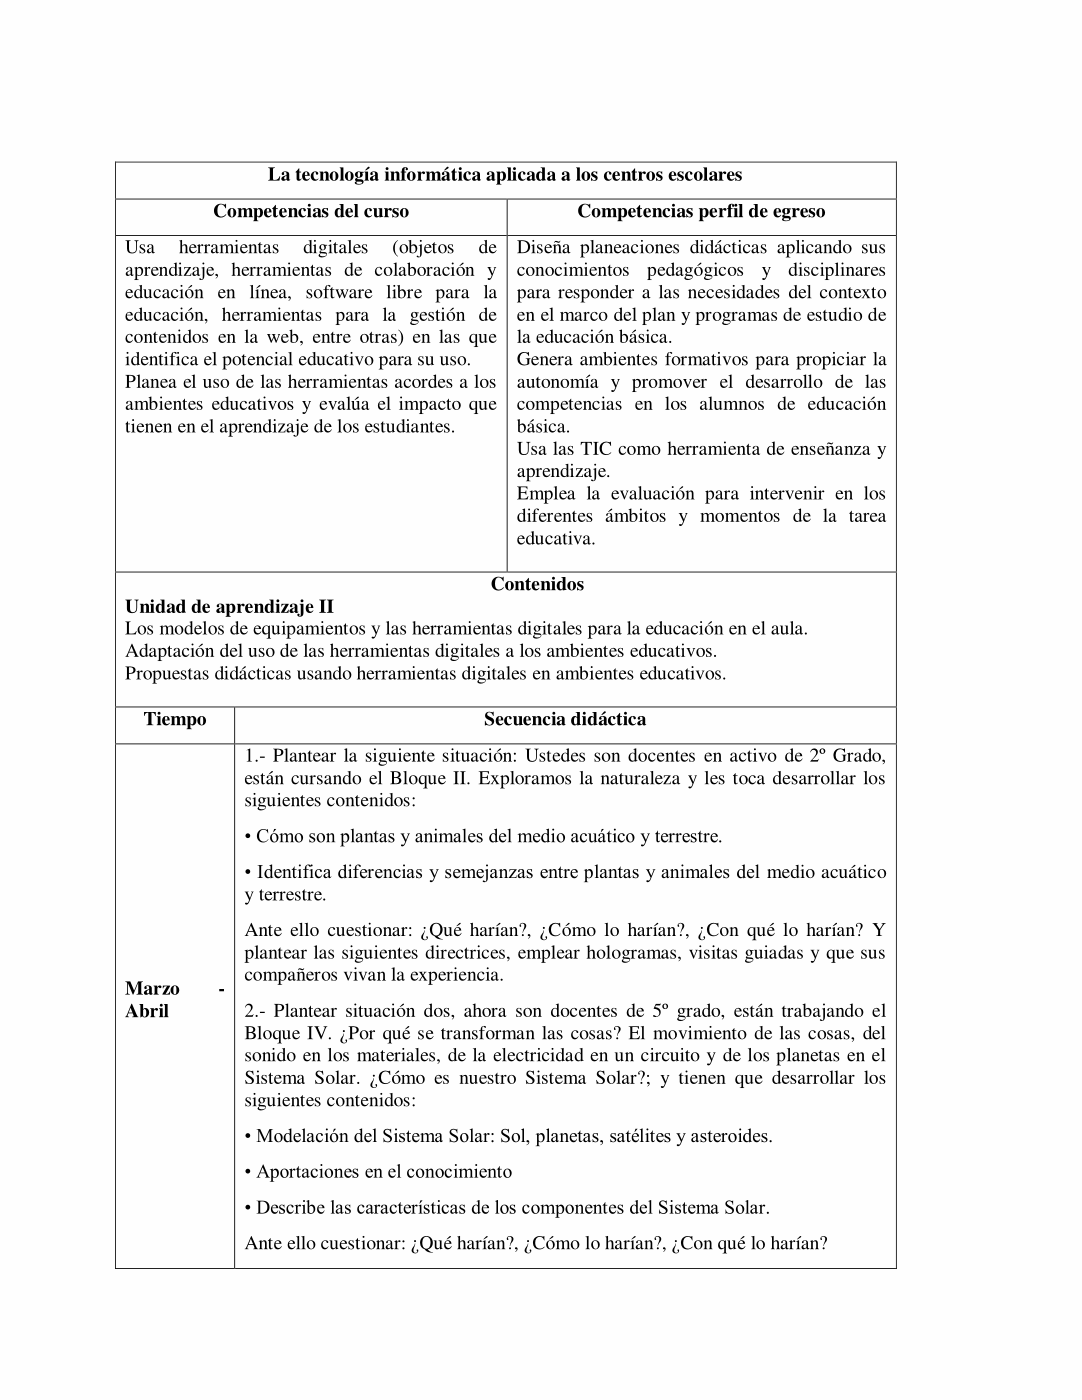 La tecnología informática aplicada a los centros escolares
Competencias del curso
Competencias perfil de egreso
Usa herramientas digitales (objetos de
aprendizaje, herramientas de colaboración y
educación en línea, software libre para la
educación, herramientas para la gestión de
contenidos en la web, entre otras) en las que
identifica el potencial educativo para su uso.
Planea el uso de las herramientas acordes a los
ambientes educativos y evalúa el impacto que
tienen en el aprendizaje de los estudiantes.
Diseña planeaciones didácticas aplicando sus
conocimientos pedagógicos y disciplinares
para responder a las necesidades del contexto
en el marco del plan y programas de estudio de
la educación básica.
Genera ambientes formativos para propiciar la
autonomía y promover el desarrollo de las
competencias en los alumnos de educación
básica.
Usa las TIC como herramienta de enseñanza y
aprendizaje.
Emplea la evaluación para intervenir en los
diferentes ámbitos y momentos de la tarea
educativa.
Contenidos
Unidad de aprendizaje II
Los modelos de equipamientos y las herramientas digitales para la educación en el aula.
Adaptación del uso de las herramientas digitales a los ambientes educativos.
Propuestas didácticas usando herramientas digitales en ambientes educativos.
Tiempo
Secuencia didáctica
Marzo -
Abril
1.- Plantear la siguiente situación: Ustedes son docentes en activo de 2º Grado,
están cursando el Bloque II. Exploramos la naturaleza y les toca desarrollar los
siguientes contenidos:
• Cómo son plantas y animales del medio acuático y terrestre.
• Identifica diferencias y semejanzas entre plantas y animales del medio acuático
y terrestre.
Ante ello cuestionar: ¿Qué harían?, ¿Cómo lo harían?, ¿Con qué lo harían? Y
plantear las siguientes directrices, emplear hologramas, visitas guiadas y que sus
compañeros vivan la experiencia.
2.- Plantear situación dos, ahora son docentes de 5º grado, están trabajando el
Bloque IV. ¿Por qué se transforman las cosas? El movimiento de las cosas, del
sonido en los materiales, de la electricidad en un circuito y de los planetas en el
Sistema Solar. ¿Cómo es nuestro Sistema Solar?; y tienen que desarrollar los
siguientes contenidos:
• Modelación del Sistema Solar: Sol, planetas, satélites y asteroides.
• Aportaciones en el conocimiento
• Describe las características de los componentes del Sistema Solar.
Ante ello cuestionar: ¿Qué harían?, ¿Cómo lo harían?, ¿Con qué lo harían?